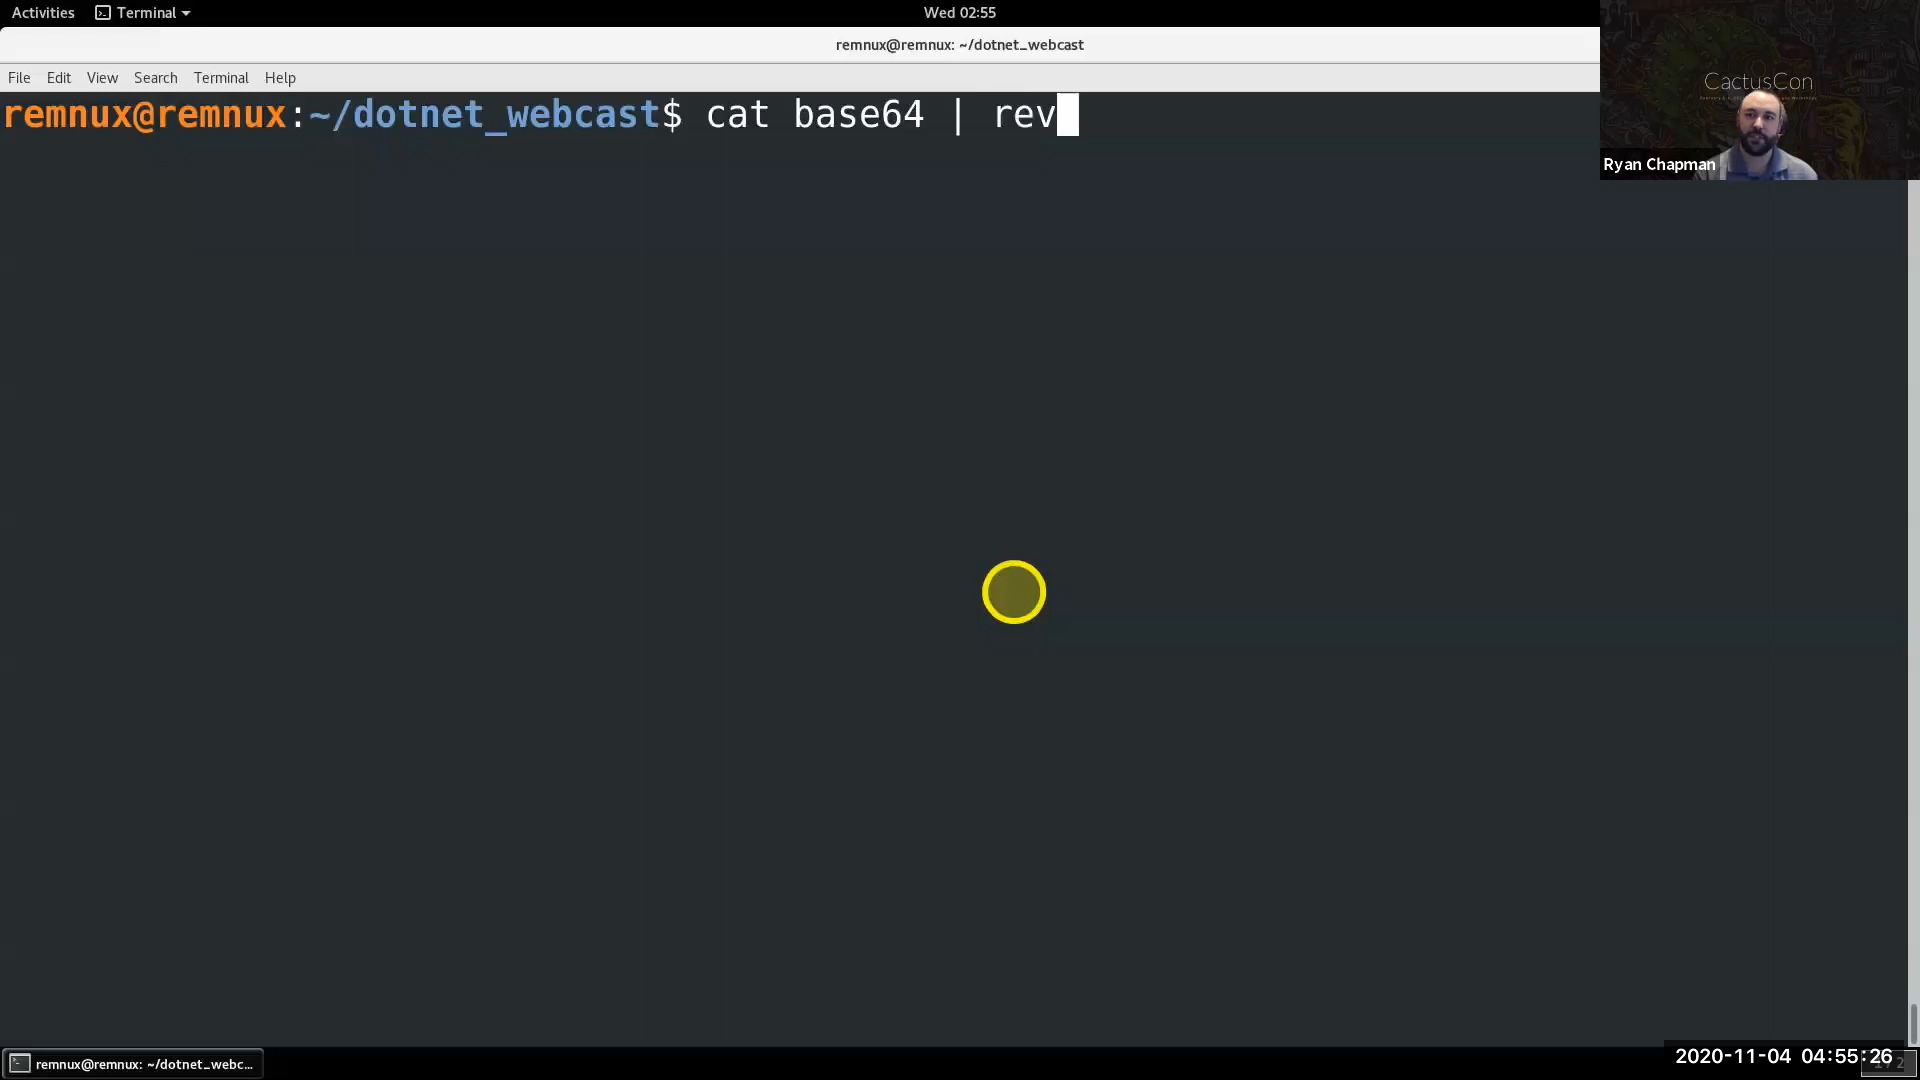 Activities Terminal Wed 02:55
remnux@remnux: ~/dotnet_webcast
File Edit View Search Terminal Help
remnux@remnux:~/dotnet_webcast$ cat base64 | rev
CactusCon
Ryan Chapman
remnux@remnux: ~/dotnet_webc...
2020-11-04 04:55:26